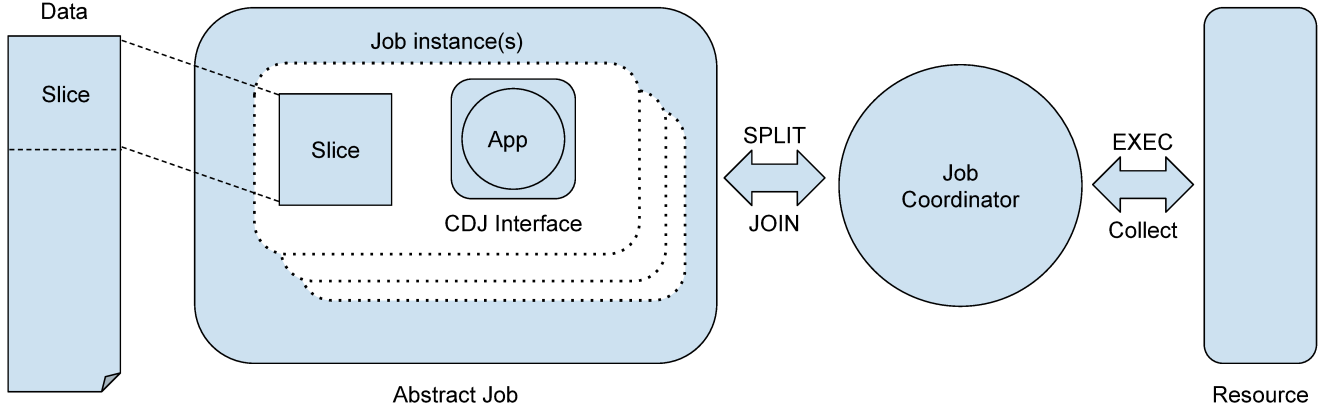 Data
Slice
Job instance(s)
Slice
App
CDJ Interface
Abstract Job
SPLIT
JOIN
Job
Coordinator
EXEC
Collect
Resource